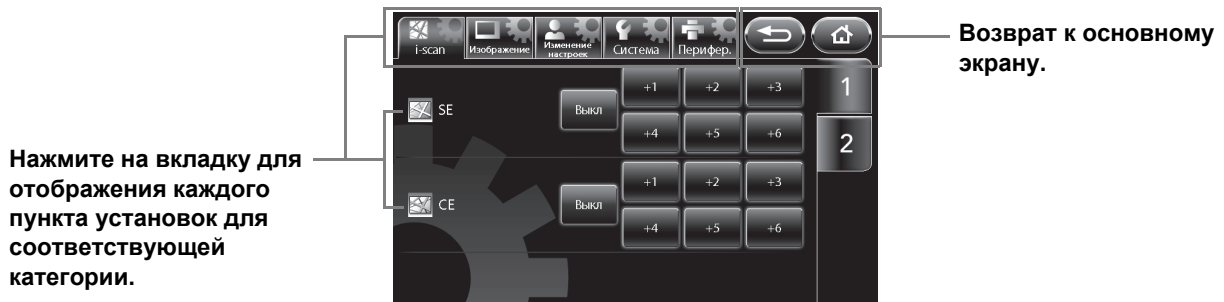 i-scan
Изображение
Изменение
настроек
Система
Перифер.
Возврат к основному
экрану.
1
2
SE
Выкл
+1
+2
+3
+4
+5
+6
Нажмите на вкладку для
отображения каждого
пункта установок для
соответствующей
категории.
CE
Выкл
+1
+2
+3
+4
+5
+6